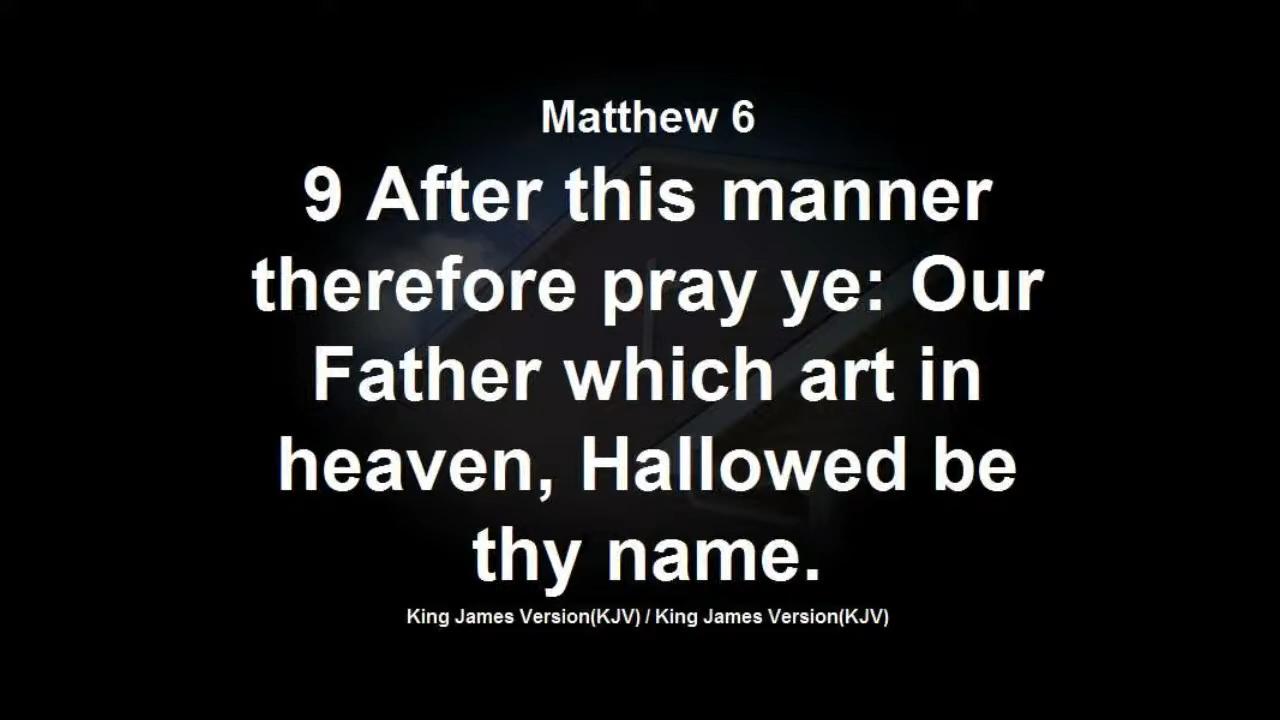 Matthew 6
9 After this manner
therefore pray ye: Our
Father which art in
heaven, Hallowed be
thy name.
King James Version(KJV) / King James Version(KJV)